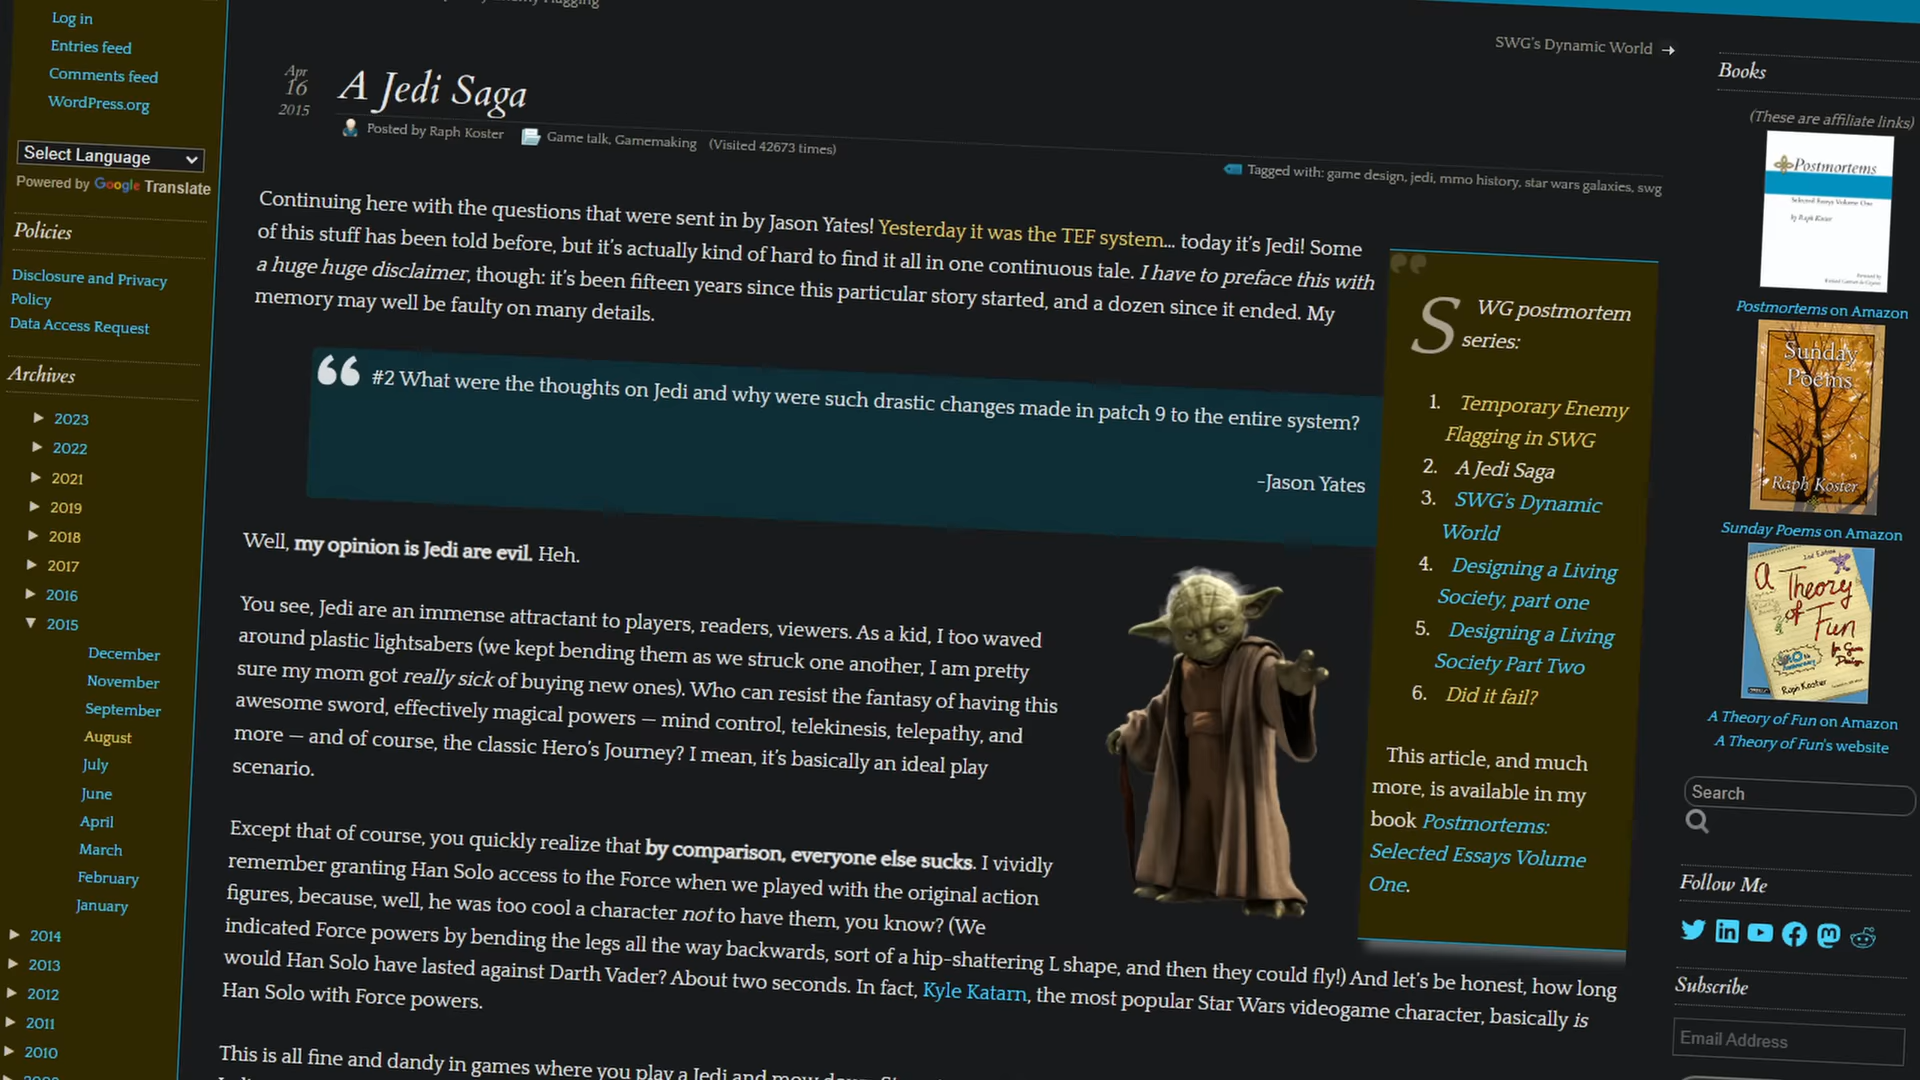 Log in
Entries feed
Comments feed
WordPress.org
Select Language
Powered by Google Translate
Policies
Disclosure and Privacy
Policy
Data Access Request
Archives
2023
2022
2021
2019
2018
2017
2016
2015
December
November
September
August
July
June
April
March
February
January
2014
2013
2012
2011
2010
Flagging
SWG's Dynamic World →
Apr
16
2015
A Jedi Saga
Posted by Raph Koster Game talk, Gamemaking (Visited 42673 times)
Tagged with: game design, jedi, mmo history, star wars galaxies, swg
Continuing here with the questions that were sent in by Jason Yates! Yesterday it was the TEF system... today it's Jedi! Some
of this stuff has been told before, but it's actually kind of hard to find it all in one continuous tale. I have to preface this with
a huge huge disclaimer, though: it's been fifteen years since this particular story started, and a dozen since it ended. My
memory may well be faulty on many details.
#2 What were the thoughts on Jedi and why were such drastic changes made in patch 9 to the entire system?
–Jason Yates
Well, my opinion is Jedi are evil. Heh.
You see, Jedi are an immense attractant to players, readers, viewers. As a kid, I too waved
around plastic lightsabers (we kept bending them as we struck one another, I am pretty
sure my mom got really sick of buying new ones). Who can resist the fantasy of having this
awesome sword, effectively magical powers — mind control, telekinesis, telepathy, and
more — and of course, the classic Hero's Journey? I mean, it's basically an ideal play
scenario.
Except that of course, you quickly realize that by comparison, everyone else sucks. I vividly
remember granting Han Solo access to the Force when we played with the original action
figures, because, well, he was too cool a character not to have them, you know? (We
indicated Force powers by bending the legs all the way backwards, sort of a hip-shattering L shape, and then they could fly!) And let's be honest, how long
would Han Solo have lasted against Darth Vader? About two seconds. In fact, Kyle Katarn, the most popular Star Wars videogame character, basically is
Han Solo with Force powers.
This is all fine and dandy in games where you play a Jedi and mow
SWG postmortem
series:
1. Temporary Enemy
Flagging in SWG
2. A Jedi Saga
3. SWG's Dynamic
World
4. Designing a Living
Society, part one
5. Designing a Living
Society Part Two
6. Did it fail?
This article, and much
more, is available in my
book Postmortems:
Selected Essays Volume
One.
Books
(These are affiliate links)
Postmortems
Selected Essays Volume One
by Raph Koster
Postmortems on Amazon
Sunday
Poems
Raph Koster
Sunday Poems on Amazon
2nd Edition
A Theory
of Fun
for Game
Design
Raph Koster
A Theory of Fun on Amazon
A Theory of Fun's website
Search
Follow Me
Subscribe
Email Address